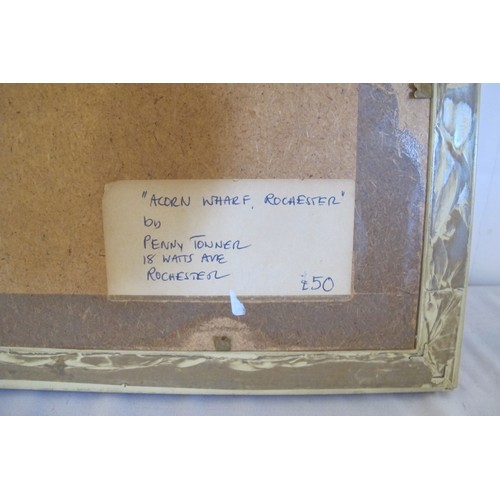 "ACORN WHARF, ROCHESTER"
by
PENNY TONNER
18 WATTS AVE
ROCHESTER
£50